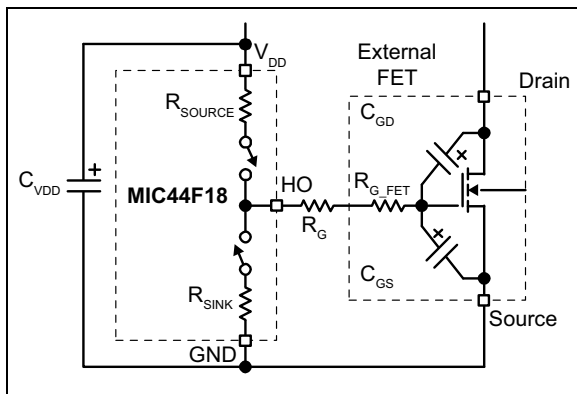 V_DD
External
FET
Drain
R_SOURCE
C_GD
C_VDD
+
MIC44F18
HO
R_G_FET
R_G
R_SINK
C_GS
GND
Source